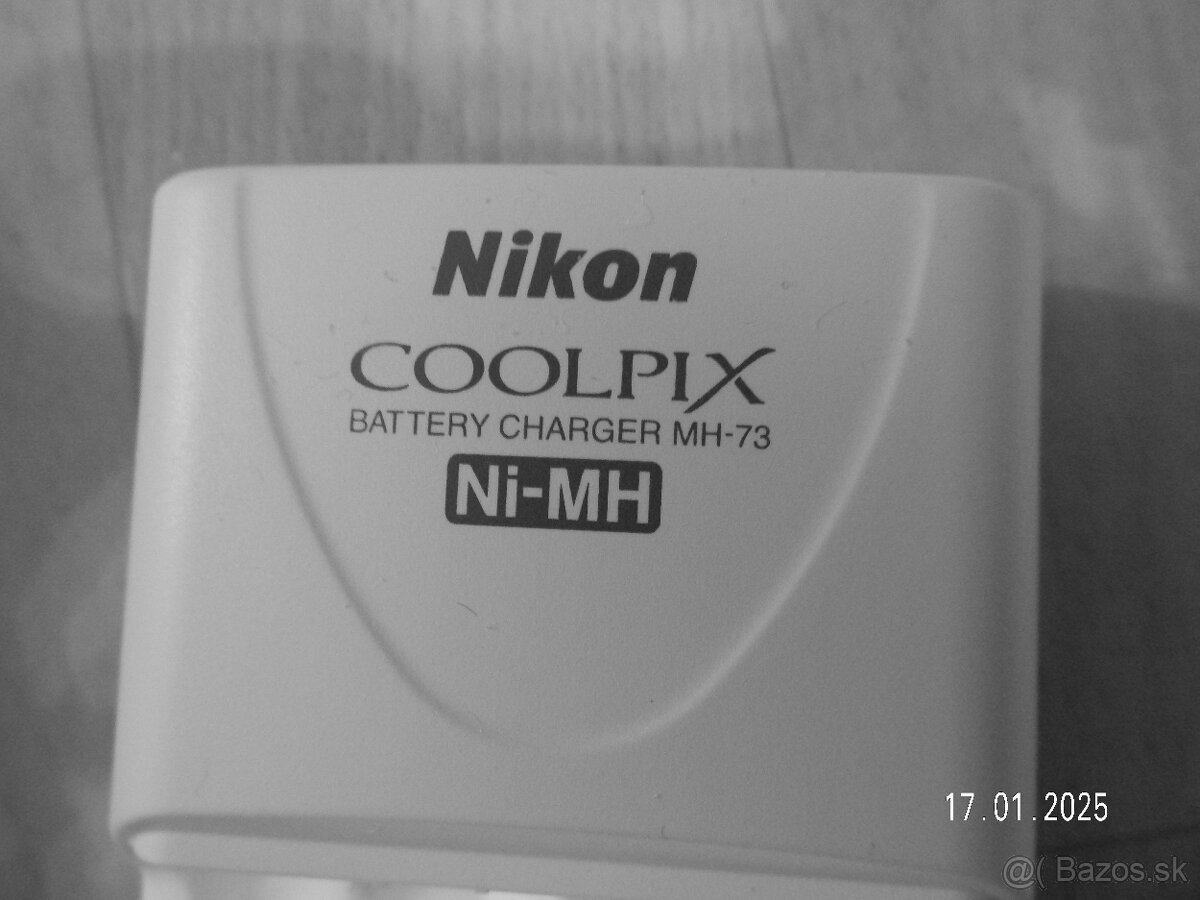 Nikon
COOLPIX
BATTERY CHARGER MH-73
Ni-MH
17.01.2025
@( Bazos.sk